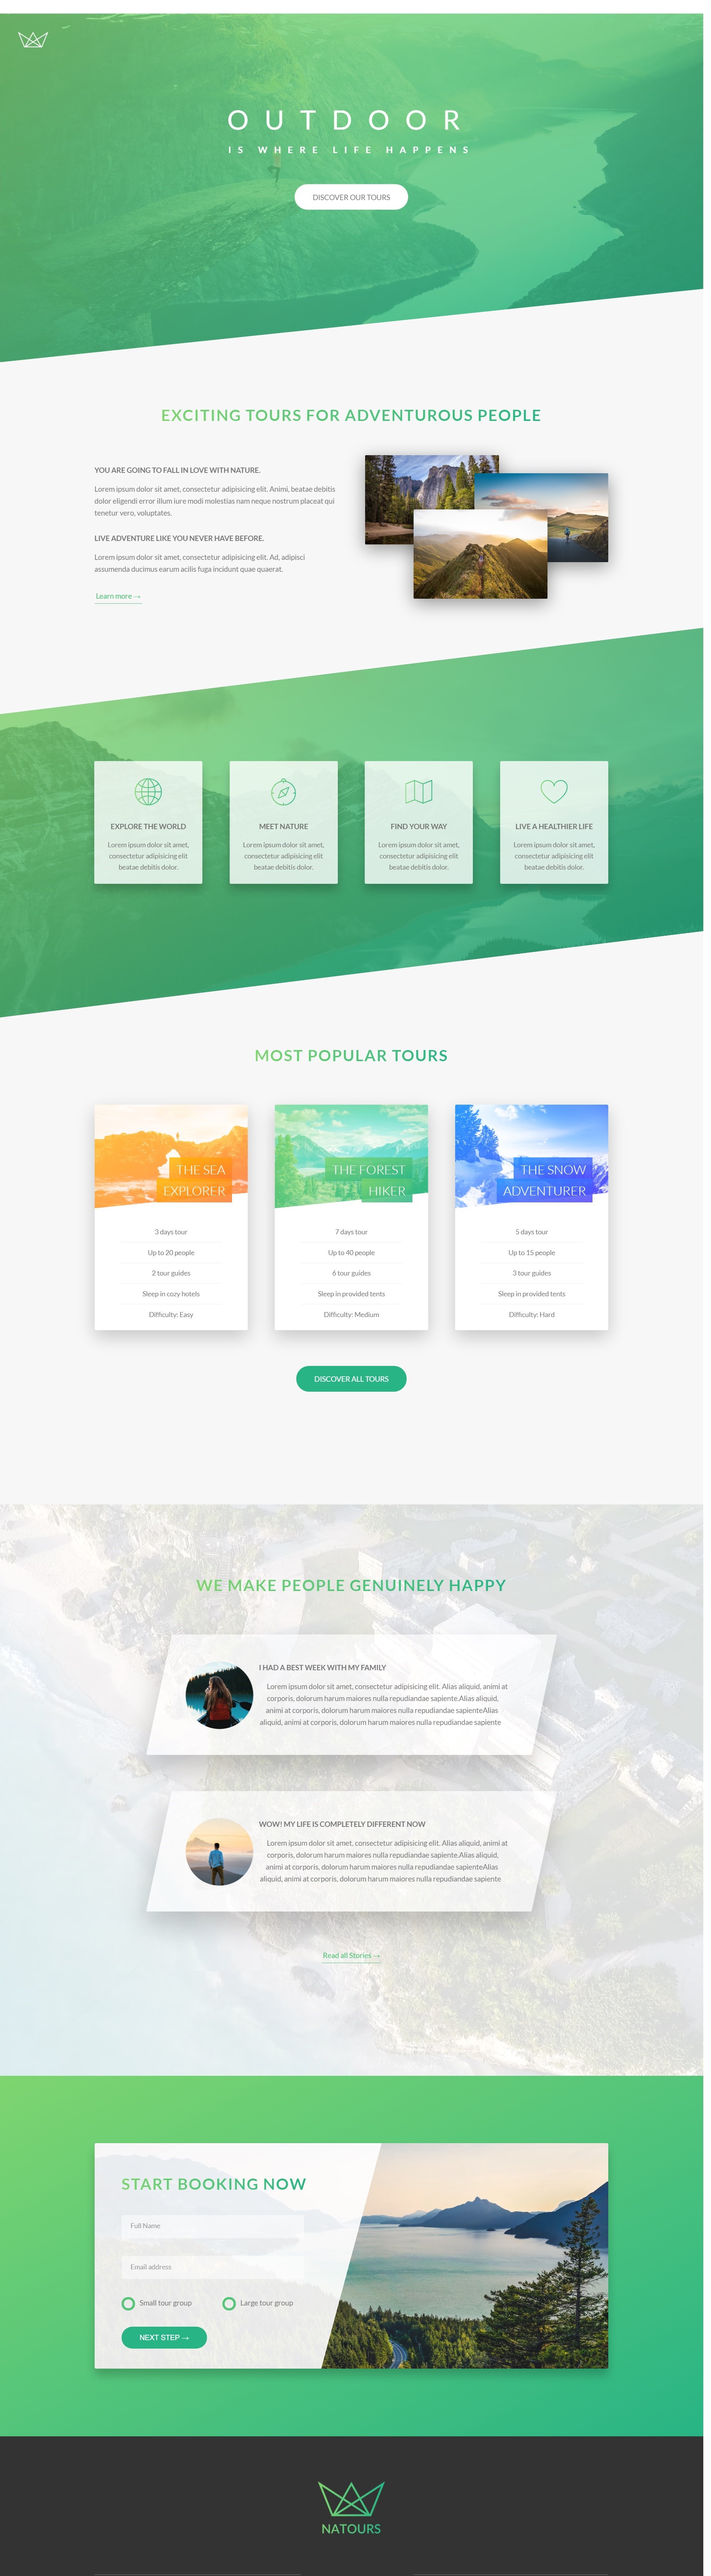 OUTDOOR
IS WHERE LIFE HAPPENS
DISCOVER OUR TOURS
EXCITING TOURS FOR ADVENTUROUS PEOPLE
YOU ARE GOING TO FALL IN LOVE WITH NATURE.
Lorem ipsum dolor sit amet, consectetur adipisicing elit. Animi, beatae debitis
dolor eligendi error illum iure modi molestias nam neque nostrum placeat qui
tenetur vero, voluptates.
LIVE ADVENTURE LIKE YOU NEVER HAVE BEFORE.
Lorem ipsum dolor sit amet, consectetur adipisicing elit. Ad, adipisci
assumenda ducimus earum acilis fuga incidunt quae quaerat.
Learn more →
EXPLORE THE WORLD
Lorem ipsum dolor sit amet,
consectetur adipisicing elit
beatae debitis dolor.
MEET NATURE
Lorem ipsum dolor sit amet,
consectetur adipisicing elit
beatae debitis dolor.
FIND YOUR WAY
Lorem ipsum dolor sit amet,
consectetur adipisicing elit
beatae debitis dolor.
LIVE A HEALTHIER LIFE
Lorem ipsum dolor sit amet,
consectetur adipisicing elit
beatae debitis dolor.
MOST POPULAR TOURS
THE SEA
EXPLORER
3 days tour
Up to 20 people
2 tour guides
Sleep in cozy hotels
Difficulty: Easy
THE FOREST
HIKER
7 days tour
Up to 40 people
6 tour guides
Sleep in provided tents
Difficulty: Medium
THE SNOW
ADVENTURER
5 days tour
Up to 15 people
3 tour guides
Sleep in provided tents
Difficulty: Hard
DISCOVER ALL TOURS
WE MAKE PEOPLE GENUINELY HAPPY
I HAD A BEST WEEK WITH MY FAMILY
Lorem ipsum dolor sit amet, consectetur adipisicing elit. Alias aliquid, animi at
corporis, dolorum harum maiores nulla repudiandae sapiente.Alias aliquid,
animi at corporis, dolorum harum maiores nulla repudiandae sapienteAlias
aliquid, animi at corporis, dolorum harum maiores nulla repudiandae sapiente
WOW! MY LIFE IS COMPLETELY DIFFERENT NOW
Lorem ipsum dolor sit amet, consectetur adipisicing elit. Alias aliquid, animi at
corporis, dolorum harum maiores nulla repudiandae sapiente.Alias aliquid,
animi at corporis, dolorum harum maiores nulla repudiandae sapienteAlias
aliquid, animi at corporis, dolorum harum maiores nulla repudiandae sapiente
Read all Stories →
START BOOKING NOW
Full Name
Email address
Small tour group
Large tour group
NEXT STEP →
NATOURS